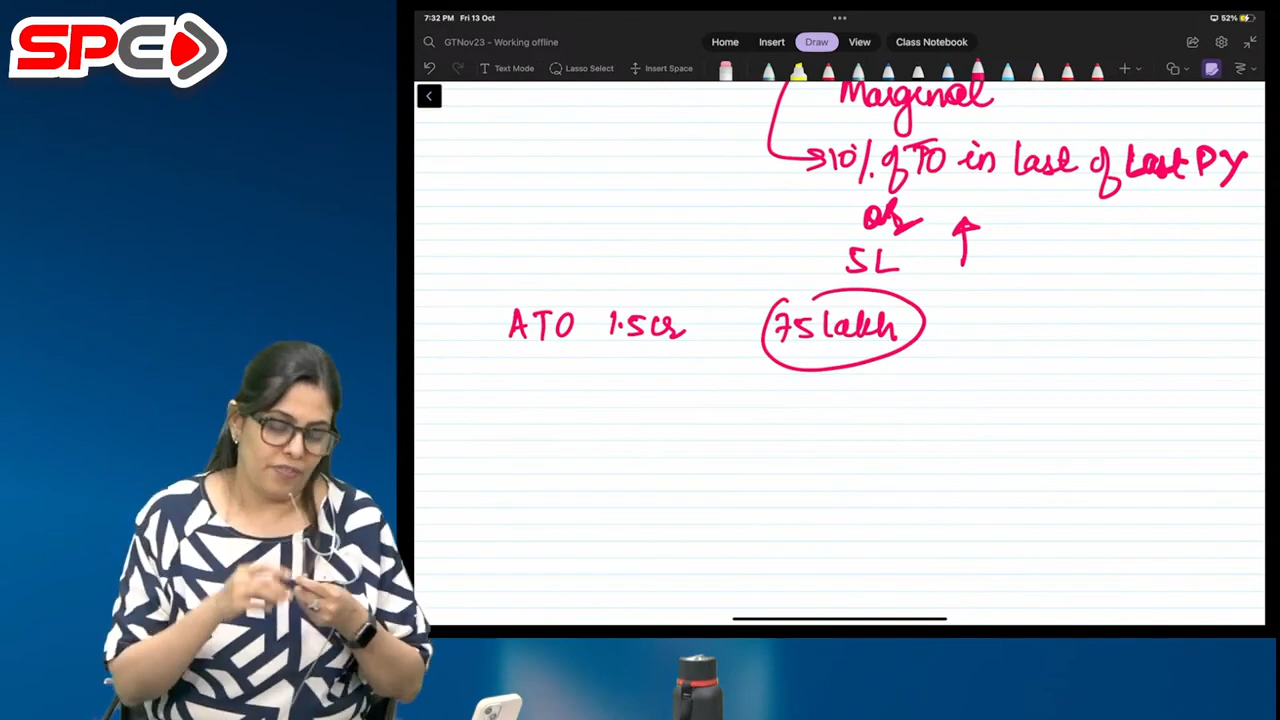 SPC
7:32 PM Fri 13 Oct
52%
GTNov23 - Working offline
Home Insert Draw View Class Notebook
Text Mode Lasso Select Insert Space
Marginal
10% of TO in last of Last PY
or
5L
ATO 1.5cr 75 lakh